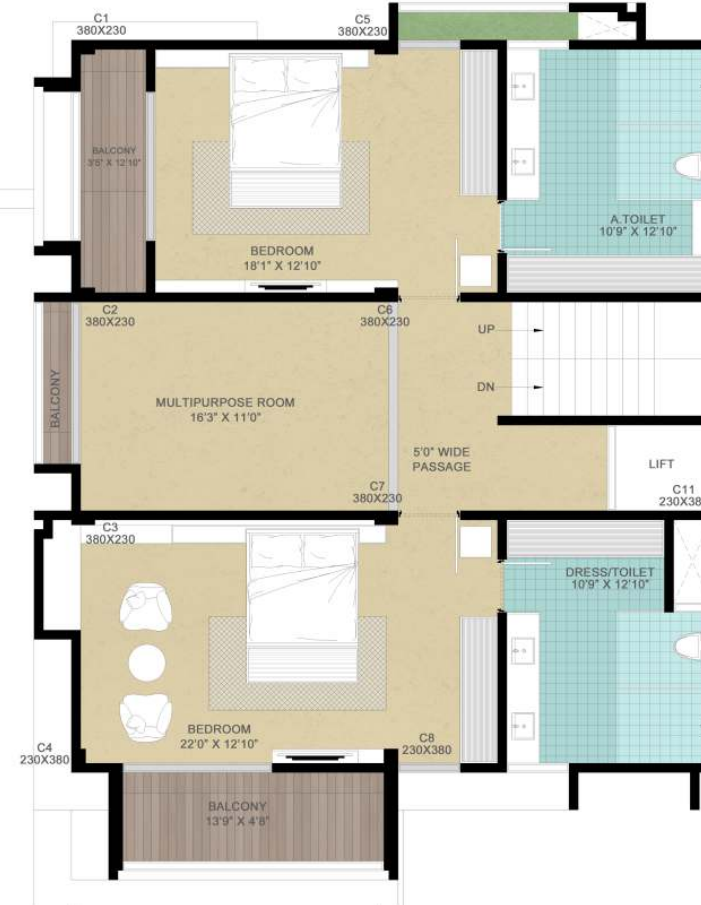 C1
380X230
C5
380X230
BALCONY
3'6" X 12'10"
A.TOILET
10'9" X 12'10"
BEDROOM
18'1" X 12'10"
C2
380X230
C6
380X230
UP
BALCONY
MULTIPURPOSE ROOM
16'3" X 11'0"
DN
5'0" WIDE
PASSAGE
LIFT
C7
380X230
C11
230X38
C3
380X230
DRESS/TOILET
10'9" X 12'10"
BEDROOM
22'0" X 12'10"
C8
230X380
C4
230X380
BALCONY
13'9" X 4'8"